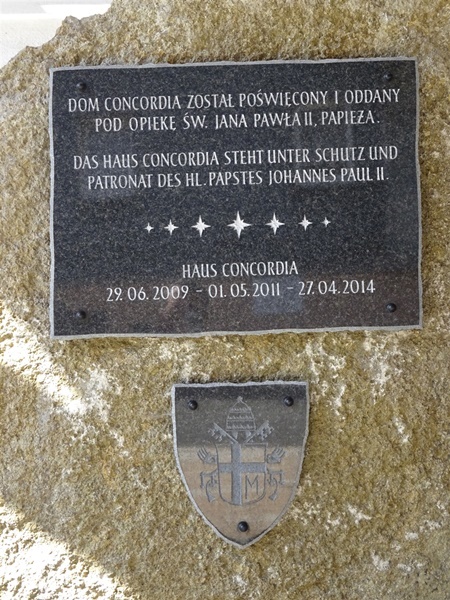 DOM CONCORDIA ZOSTAŁ POŚWIĘCONY I ODDANY
POD OPIEKĘ ŚW. JANA PAWŁA II, PAPIEŻA.
DAS HAUS CONCORDIA STEHT UNTER SCHUTZ UND
PATRONAT DES HL. PAPSTES JOHANNES PAUL II.
HAUS CONCORDIA
29.06.2009 - 01.05.2011 - 27.04.2014
M